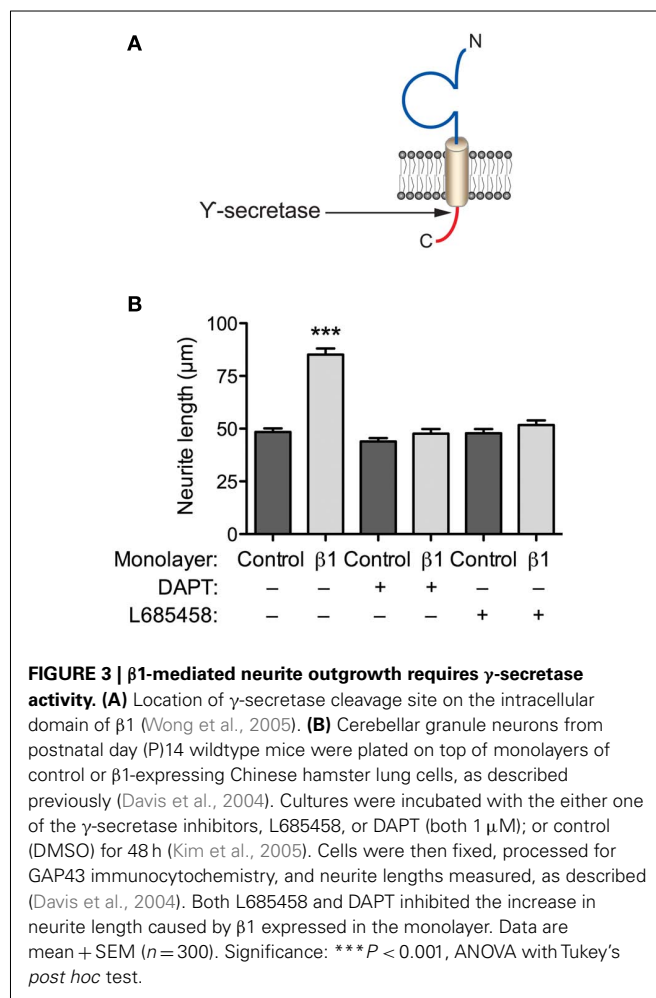 A
N
ϒ-secretase
C
B
***
100
75
50
25
0
Neurite length (µm)
Monolayer: Control β1 Control β1 Control β1
DAPT: – – + + – –
L685458: – – – – + +
FIGURE 3 | β1-mediated neurite outgrowth requires γ-secretase
activity. (A) Location of γ-secretase cleavage site on the intracellular
domain of β1 (Wong et al., 2005). (B) Cerebellar granule neurons from
postnatal day (P)14 wildtype mice were plated on top of monolayers of
control or β1-expressing Chinese hamster lung cells, as described
previously (Davis et al., 2004). Cultures were incubated with the either one
of the γ-secretase inhibitors, L685458, or DAPT (both 1 µM); or control
(DMSO) for 48 h (Kim et al., 2005). Cells were then fixed, processed for
GAP43 immunocytochemistry, and neurite lengths measured, as described
(Davis et al., 2004). Both L685458 and DAPT inhibited the increase in
neurite length caused by β1 expressed in the monolayer. Data are
mean + SEM (n = 300). Significance: ***P < 0.001, ANOVA with Tukey's
post hoc test.